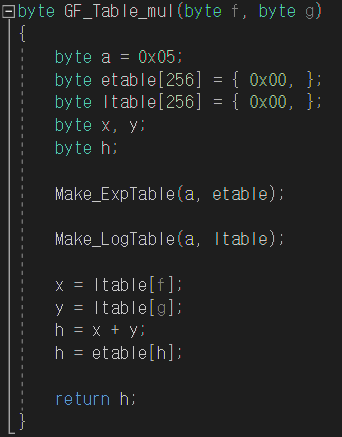 byte GF_Table_mul(byte f, byte g)
{
byte a = 0x05;
byte etable[256] = { 0x00, };
byte ltable[256] = { 0x00, };
byte x, y;
byte h;
Make_ExpTable(a, etable);
Make_LogTable(a, ltable);
x = ltable[f];
y = ltable[g];
h = x + y;
h = etable[h];
return h;
}